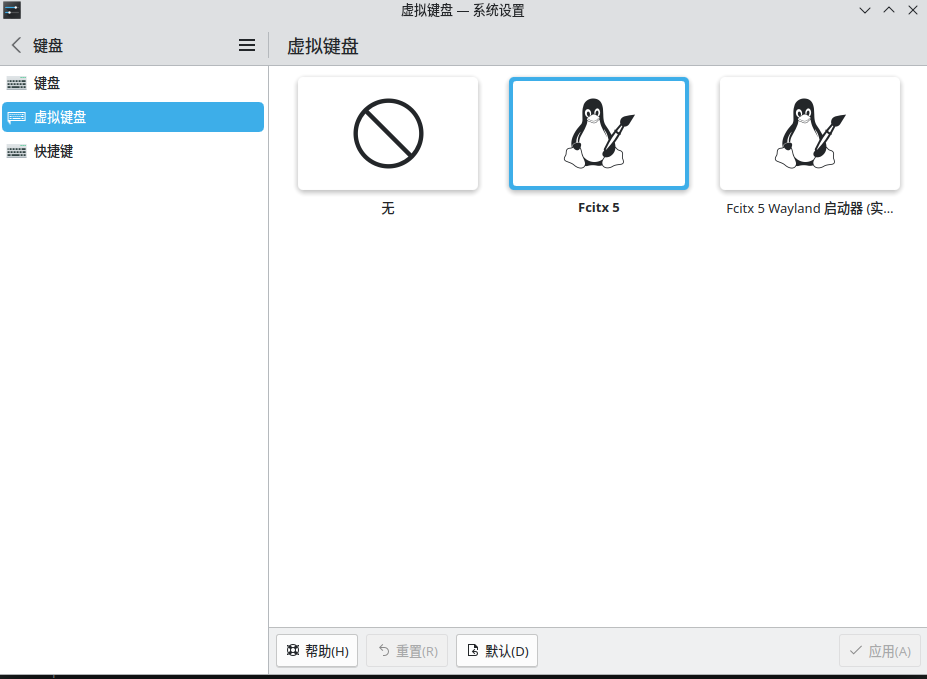 虚拟键盘 — 系统设置
键盘
虚拟键盘
键盘
虚拟键盘
快捷键
无
Fcitx 5
Fcitx 5 Wayland 启动器 (实...
帮助(H)
重置(R)
默认(D)
应用(A)